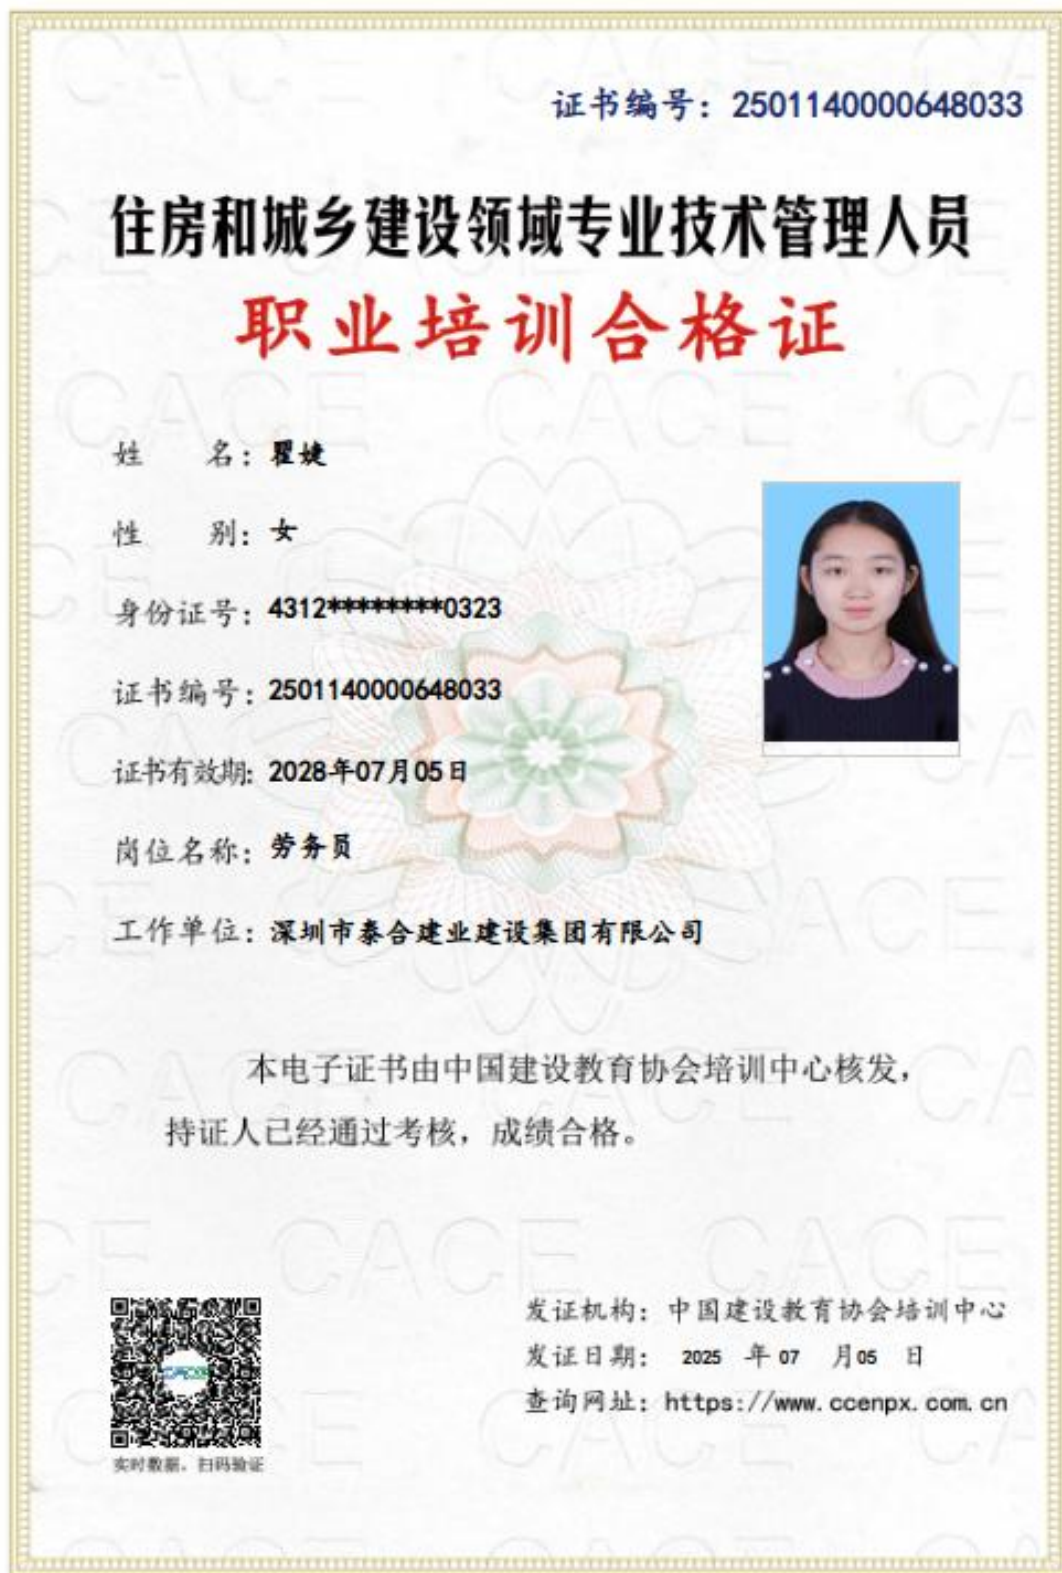 证书编号：2501140000648033
住房和城乡建设领域专业技术管理人员
职业培训合格证
姓 名：瞿婕
性 别：女
身份证号：4312********0323
证书编号：2501140000648033
证书有效期：2028年07月05日
岗位名称：劳务员
工作单位：深圳市泰合建业建设集团有限公司
本电子证书由中国建设教育协会培训中心核发，
持证人已经通过考核，成绩合格。
发证机构：中国建设教育协会培训中心
发证日期： 2025 年 07 月 05 日
查询网址：https://www.ccenpx.com.cn
实时数据，扫码验证
CACE